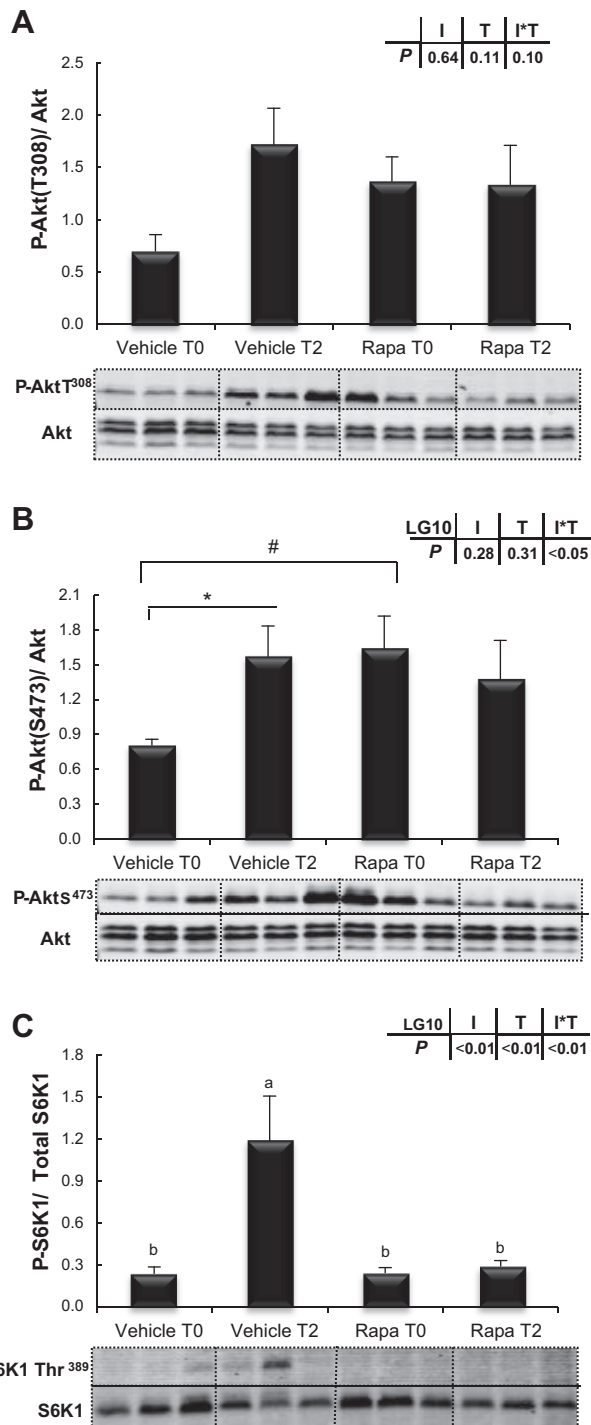 A
I T I*T
P 0.64 0.11 0.10
P-Akt(T308)/ Akt
2.5
2.0
1.5
1.0
0.5
0.0
Vehicle T0 Vehicle T2 Rapa T0 Rapa T2
P-AktT308
Akt
B
LG10 I T I*T
P 0.28 0.31 <0.05
#
*
P-Akt(S473)/ Akt
2.1
1.8
1.5
1.2
0.9
0.6
0.3
0.0
Vehicle T0 Vehicle T2 Rapa T0 Rapa T2
P-AktS473
Akt
C
LG10 I T I*T
P <0.01 <0.01 <0.01
P-S6K1/ Total S6K1
1.8
1.5
1.2
0.9
0.6
0.3
0.0
b a b b
Vehicle T0 Vehicle T2 Rapa T0 Rapa T2
6K1 Thr 389
S6K1